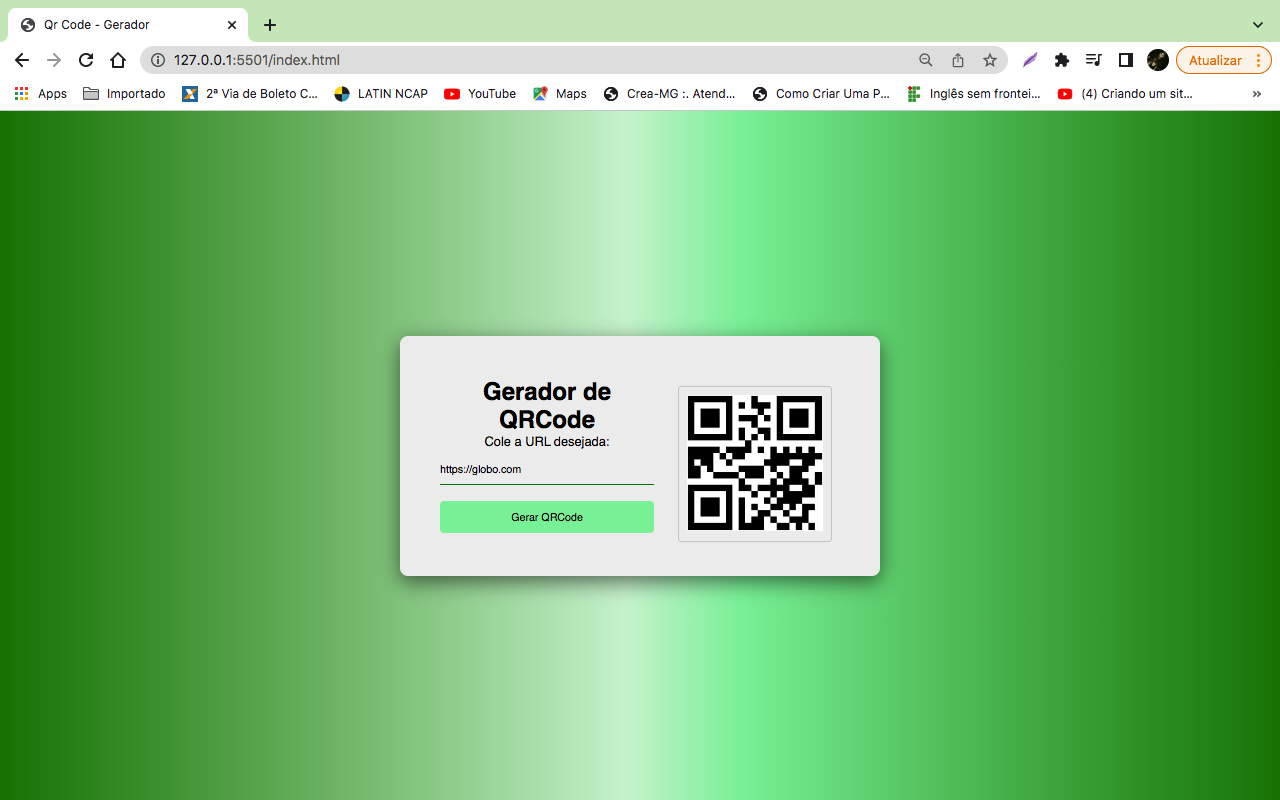 Qr Code - Gerador
127.0.0.1:5501/index.html
Atualizar
Apps Importado 2ª Via de Boleto C... LATIN NCAP YouTube Maps Crea-MG :. Atend... Como Criar Uma P... Inglês sem frontei... (4) Criando um sit... »
Gerador de
QRCode
Cole a URL desejada:
https://globo.com
Gerar QRCode